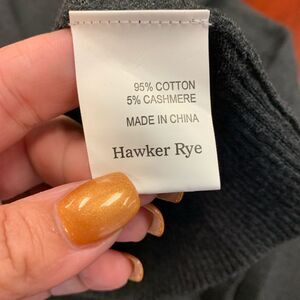 95% COTTON
5% CASHMERE
MADE IN CHINA
Hawker Rye